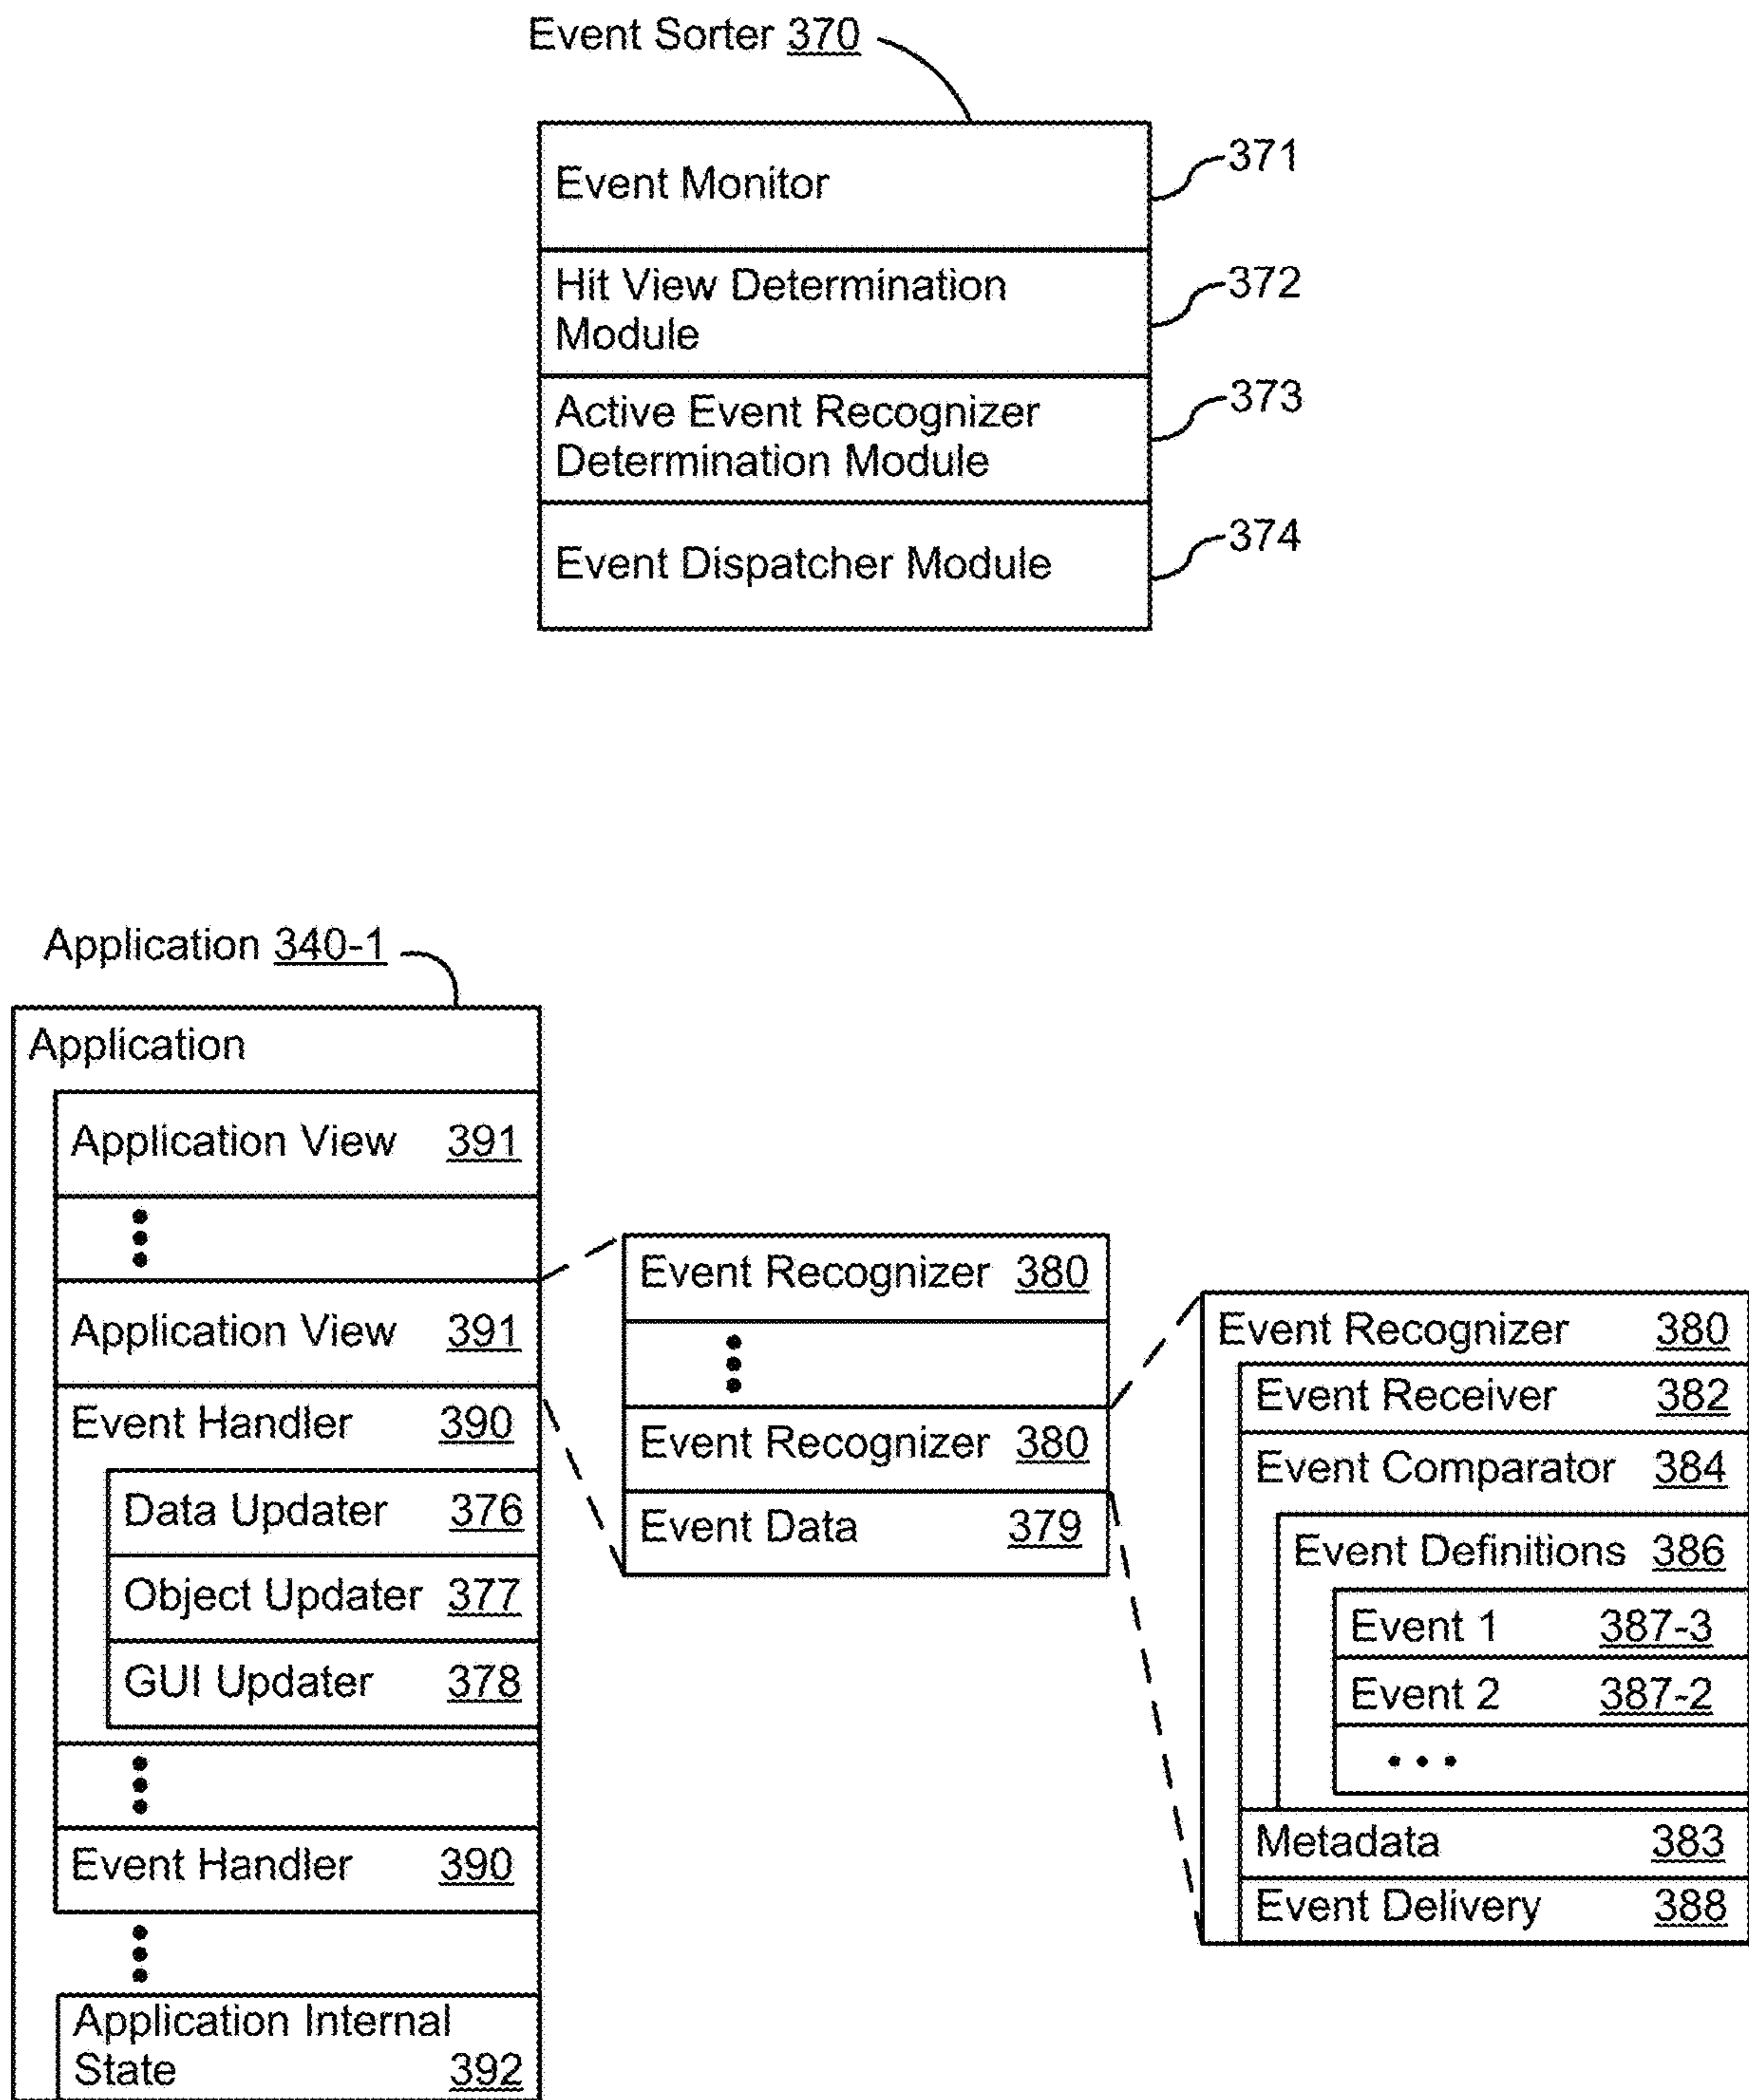 Event Sorter 370
Event Monitor
371
Hit View Determination
Module
372
Active Event Recognizer
Determination Module
373
Event Dispatcher Module
374
Application 340-1
Application
Application View 391
Application View 391
Event Handler 390
Data Updater 376
Object Updater 377
GUI Updater 378
Event Handler 390
Application Internal
State 392
Event Recognizer 380
Event Recognizer 380
Event Data 379
Event Recognizer 380
Event Receiver 382
Event Comparator 384
Event Definitions 386
Event 1 387-3
Event 2 387-2
Metadata 383
Event Delivery 388